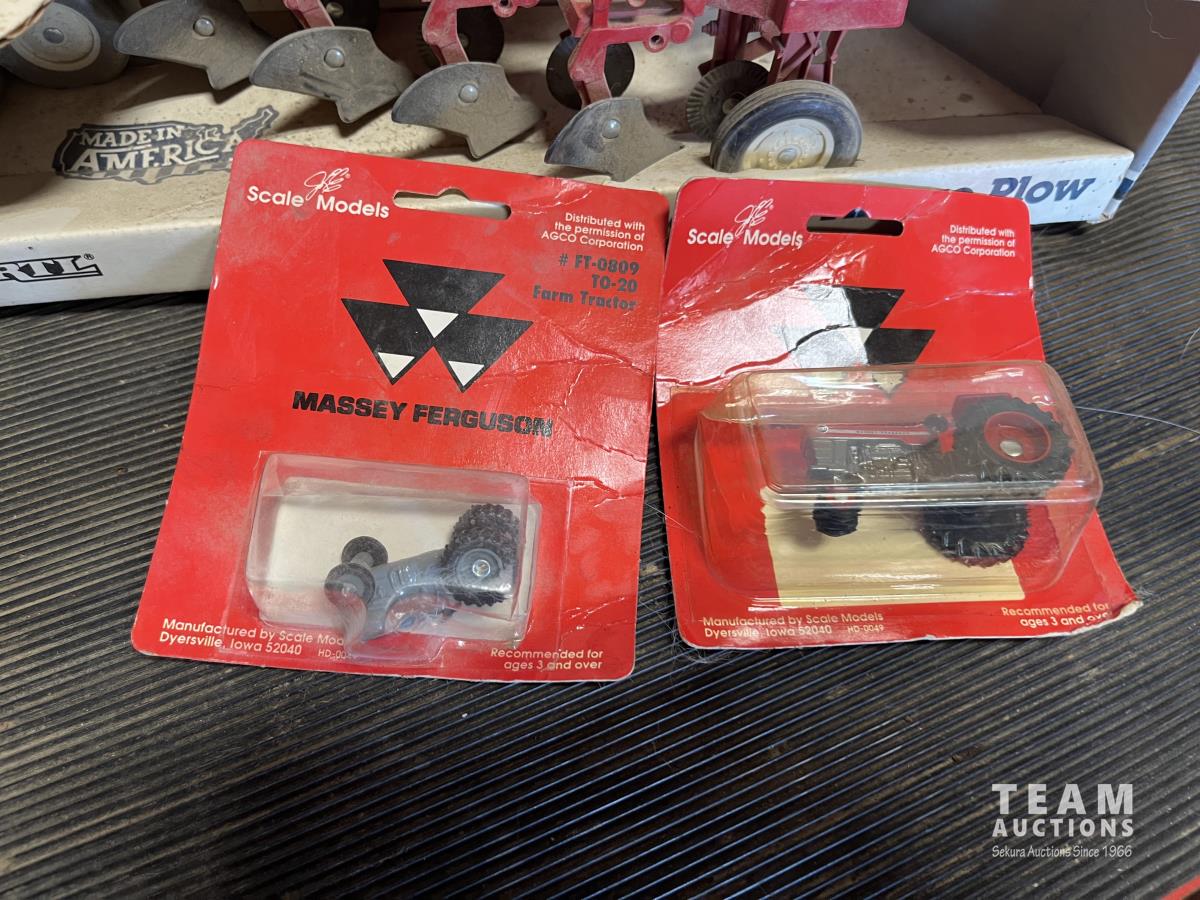 MADE IN
AMERICA
Plow
Scale Models
Distributed with
the permission of
AGCO Corporation
# FT-0809
TO-20
Farm Tractor
MASSEY FERGUSON
Manufactured by Scale
Dyersville, Iowa 52040
Recommended for
ages 3 and over
Scale Models
Distributed with
the permission of
AGCO Corporation
Manufactured by Scale Models
Dyersville, Iowa 52040 HD-0049
Recommended for
ages 3 and over
TEAM
AUCTIONS
Sekura Auctions Since 1966